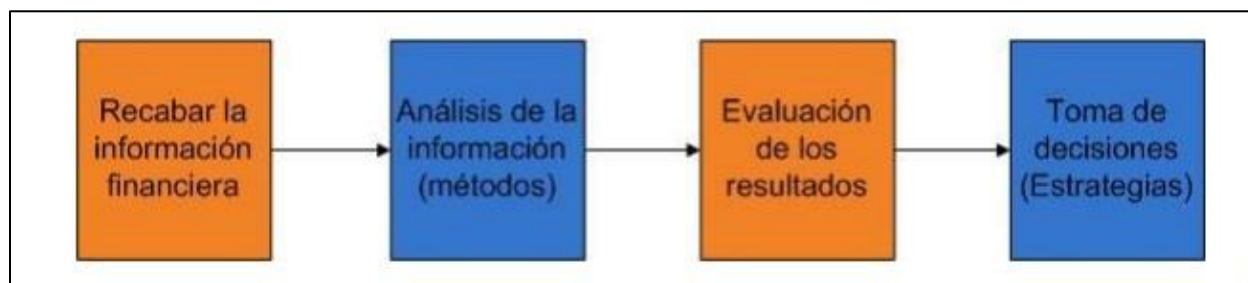 Recabar la
información
financiera
Análisis de la
información
(métodos)
Evaluación
de los
resultados
Toma de
decisiones
(Estrategias)